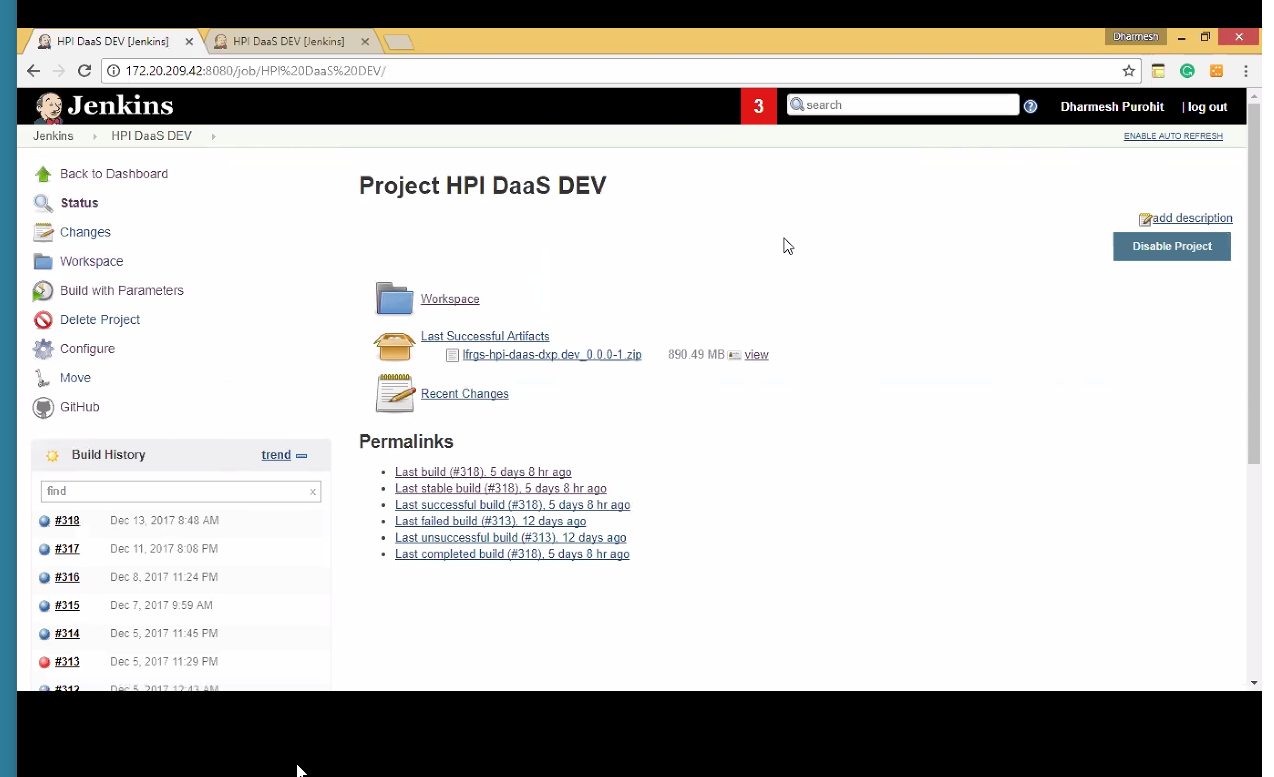 HPI DaaS DEV [Jenkins] HPI DaaS DEV [Jenkins] Dharmesh
172.20.209.42:8080/job/HPI%20DaaS%20DEV/
Jenkins 3 search Dharmesh Purohit | log out
Jenkins HPI DaaS DEV ENABLE AUTO REFRESH
Back to Dashboard
Status
Changes
Workspace
Build with Parameters
Delete Project
Configure
Move
GitHub
Build History trend
find x
#318 Dec 13, 2017 8:48 AM
#317 Dec 11, 2017 8:08 PM
#316 Dec 8, 2017 11:24 PM
#315 Dec 7, 2017 9:59 AM
#314 Dec 5, 2017 11:45 PM
#313 Dec 5, 2017 11:29 PM
#312 Dec 5, 2017 12:43 AM
Project HPI DaaS DEV
add description
Disable Project
Workspace
Last Successful Artifacts
lfrgs-hpi-daas-dxp.dev_0.0.0-1.zip 890.49 MB view
Recent Changes
Permalinks
Last build (#318), 5 days 8 hr ago
Last stable build (#318), 5 days 8 hr ago
Last successful build (#318), 5 days 8 hr ago
Last failed build (#313), 12 days ago
Last unsuccessful build (#313), 12 days ago
Last completed build (#318), 5 days 8 hr ago